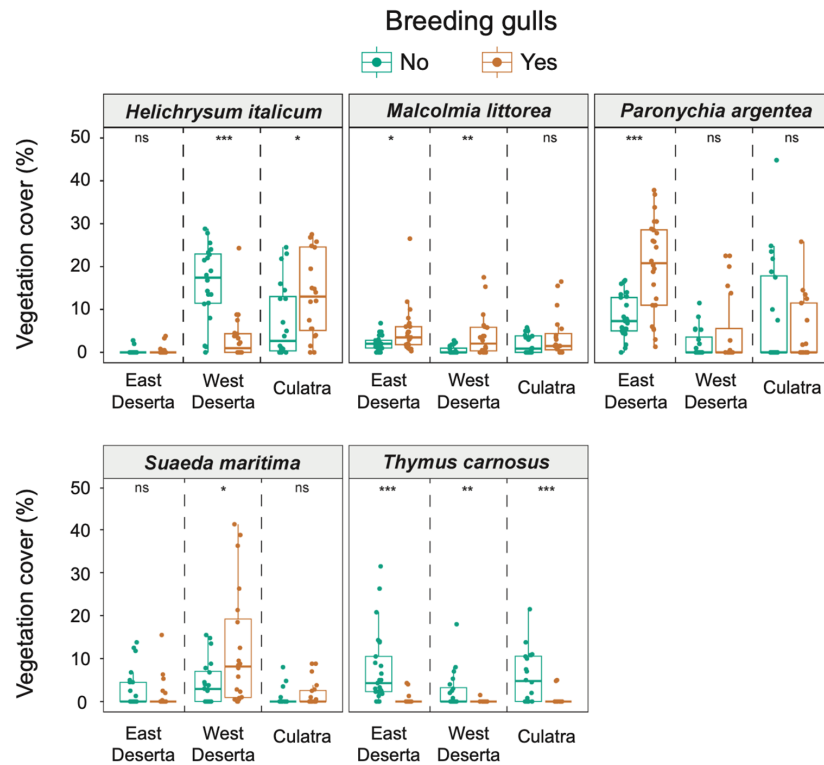 Breeding gulls
No Yes
Helichrysum italicum Malcolmia littorea Paronychia argentea
ns *** * * ** ns *** ns ns
Vegetation cover (%)
50
40
30
20
10
0
East Deserta West Deserta Culatra East Deserta West Deserta Culatra East Deserta West Deserta Culatra
Suaeda maritima Thymus carnosus
ns * ns *** ** ***
Vegetation cover (%)
50
40
30
20
10
0
East Deserta West Deserta Culatra East Deserta West Deserta Culatra